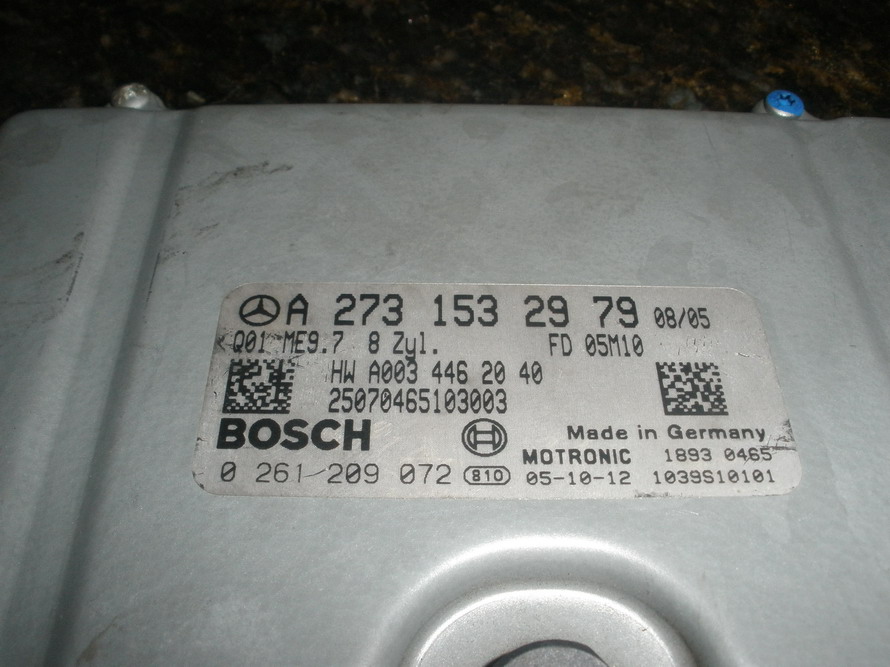 A 273 153 29 79 08/05
Q01 ME9.7 8 Zyl. FD 05M10
HW A003 446 20 40
25070465103003
BOSCH Made in Germany
MOTRONIC 1893 0465
0 261 209 072 810 05-10-12 1039S10101